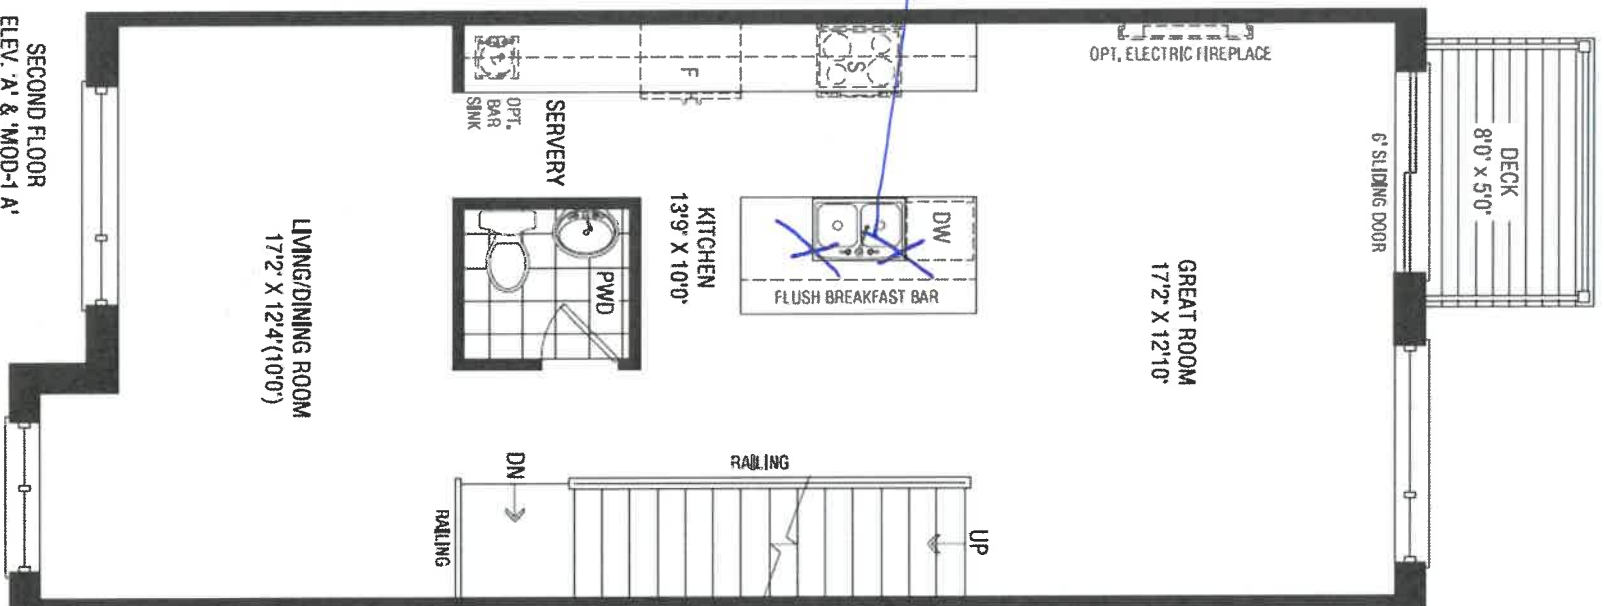 DECK
8'0" x 5'0"
6' SLIDING DOOR
OPT. ELECTRIC FIREPLACE
GREAT ROOM
17'2" X 12'10"
S
F
DW
FLUSH BREAKFAST BAR
KITCHEN
13'9" X 10'0"
SERVERY
OPT.
BAR
SINK
PWD
UP
RAILING
DN
RAILING
LIVING/DINING ROOM
17'2" X 12'4"(10'0")
SECOND FLOOR
ELEV. 'A' & 'MOD-1 A'